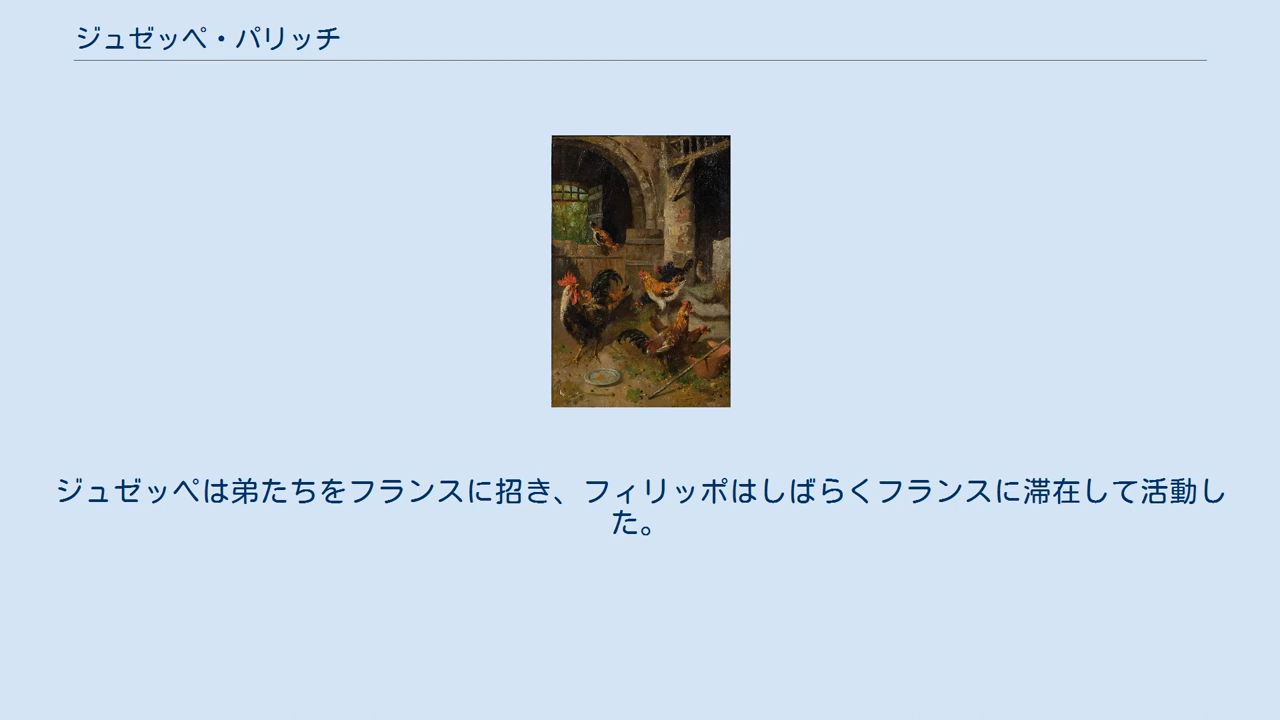 ジュゼッペ・パリッチ
ジュゼッペは弟たちをフランスに招き、フィリッポはしばらくフランスに滞在して活動し
た。